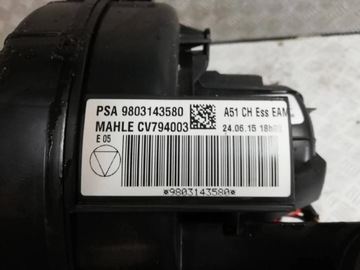 PSA 9803143580
A51 CH Ess EAM
MAHLE CV794003
24.06.15
E 05
*9803143580*